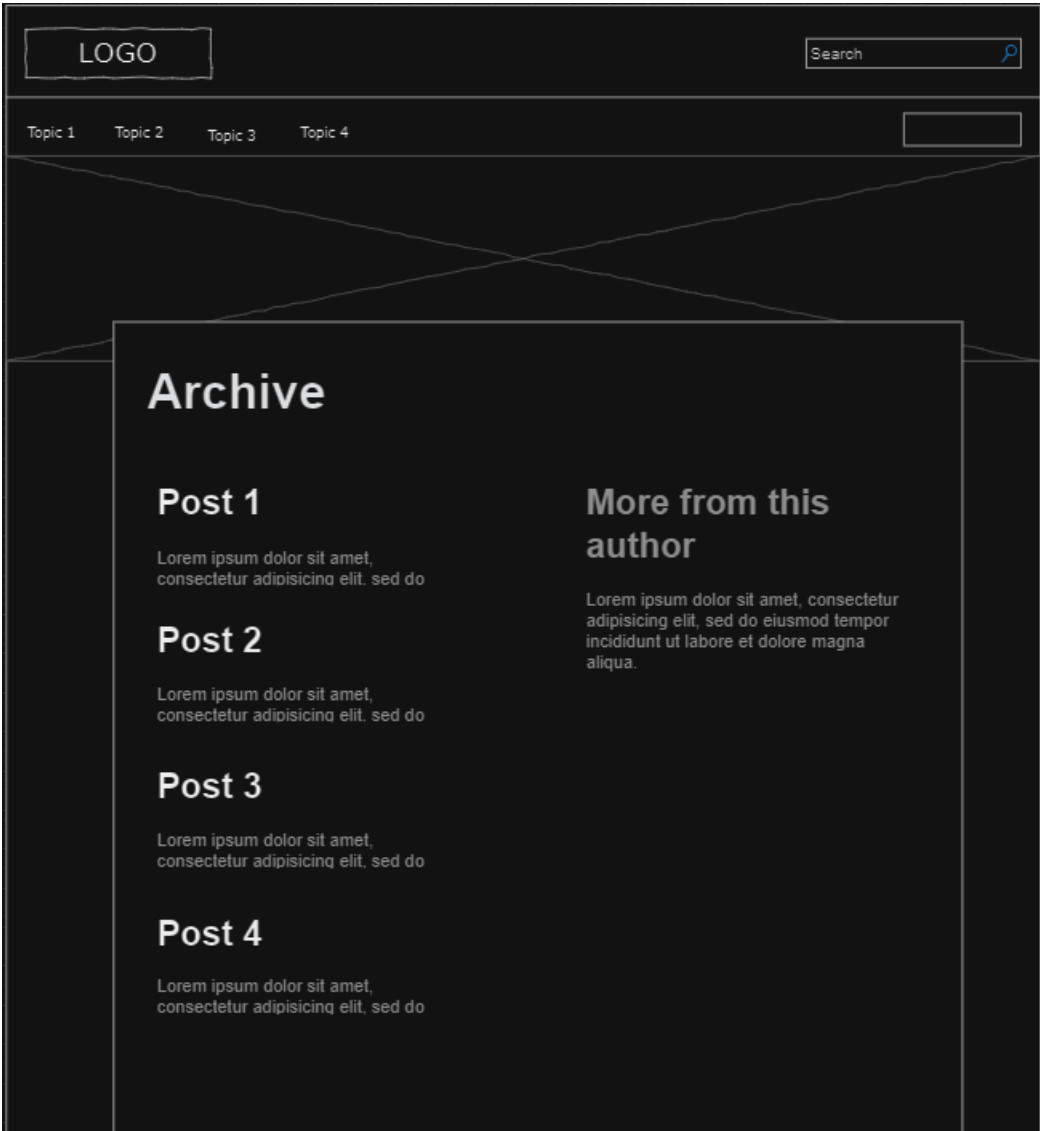 LOGO
Search
Topic 1
Topic 2
Topic 3
Topic 4
Archive
Post 1
Lorem ipsum dolor sit amet,
consectetur adipisicing elit, sed do
Post 2
Lorem ipsum dolor sit amet,
consectetur adipisicing elit, sed do
Post 3
Lorem ipsum dolor sit amet,
consectetur adipisicing elit, sed do
Post 4
Lorem ipsum dolor sit amet,
consectetur adipisicing elit, sed do
More from this
author
Lorem ipsum dolor sit amet, consectetur
adipisicing elit, sed do eiusmod tempor
incididunt ut labore et dolore magna
aliqua.